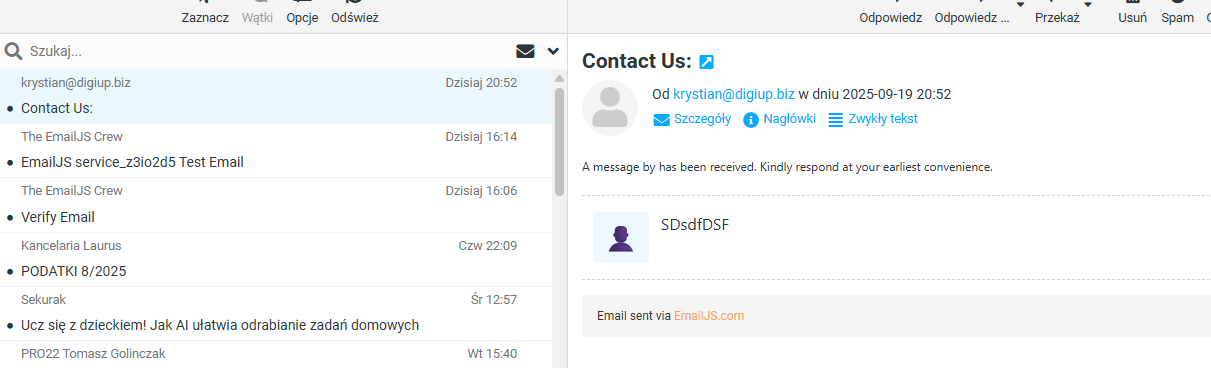 Zaznacz Wątki Opcje Odśwież
Szukaj...
krystian@digiup.biz Dzisiaj 20:52
Contact Us:
The EmailJS Crew Dzisiaj 16:14
EmailJS service_z3io2d5 Test Email
The EmailJS Crew Dzisiaj 16:06
Verify Email
Kancelaria Laurus Czw 22:09
PODATKI 8/2025
Sekurak Śr 12:57
Ucz się z dzieckiem! Jak AI ułatwia odrabianie zadań domowych
PRO22 Tomasz Golinczak Wt 15:40
Odpowiedz Odpowiedz ... Przekaż Usuń Spam
Contact Us:
Od krystian@digiup.biz w dniu 2025-09-19 20:52
Szczegóły Nagłówki Zwykły tekst
A message by has been received. Kindly respond at your earliest convenience.
SDsdfDSF
Email sent via EmailJS.com